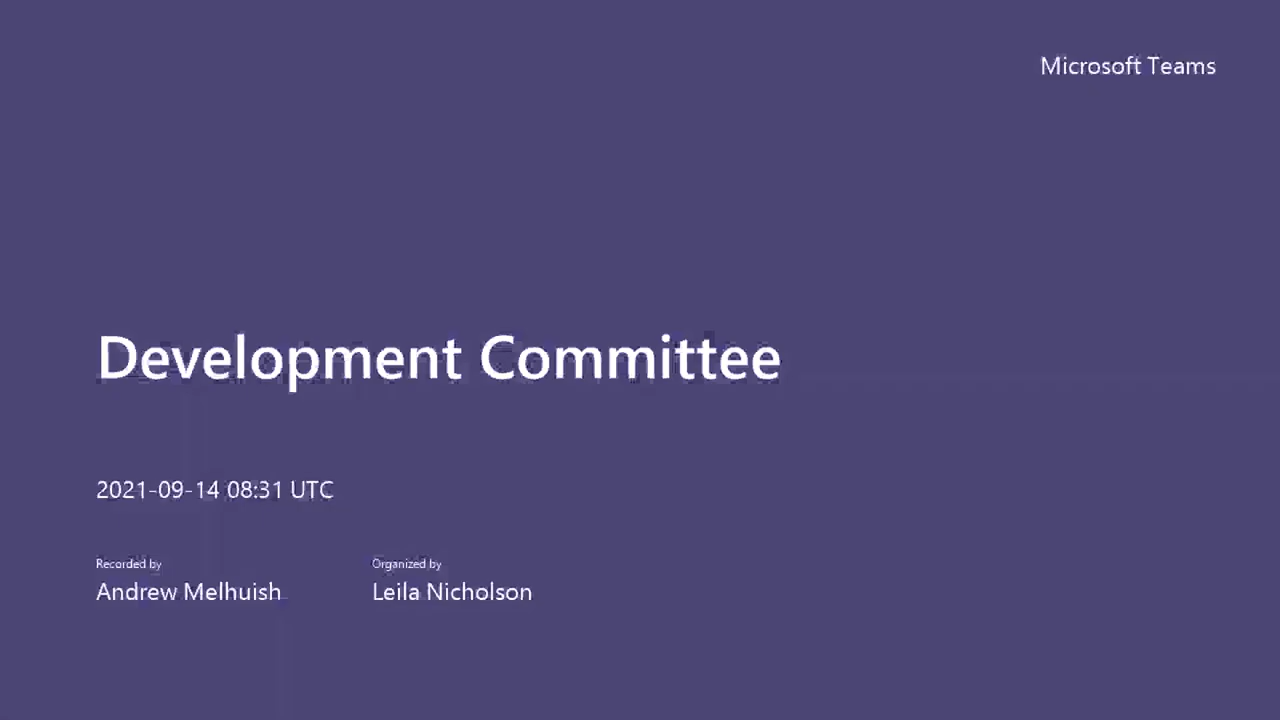 Microsoft Teams
Development Committee
2021-09-14 08:31 UTC
Recorded by
Organized by
Andrew Melhuish
Leila Nicholson